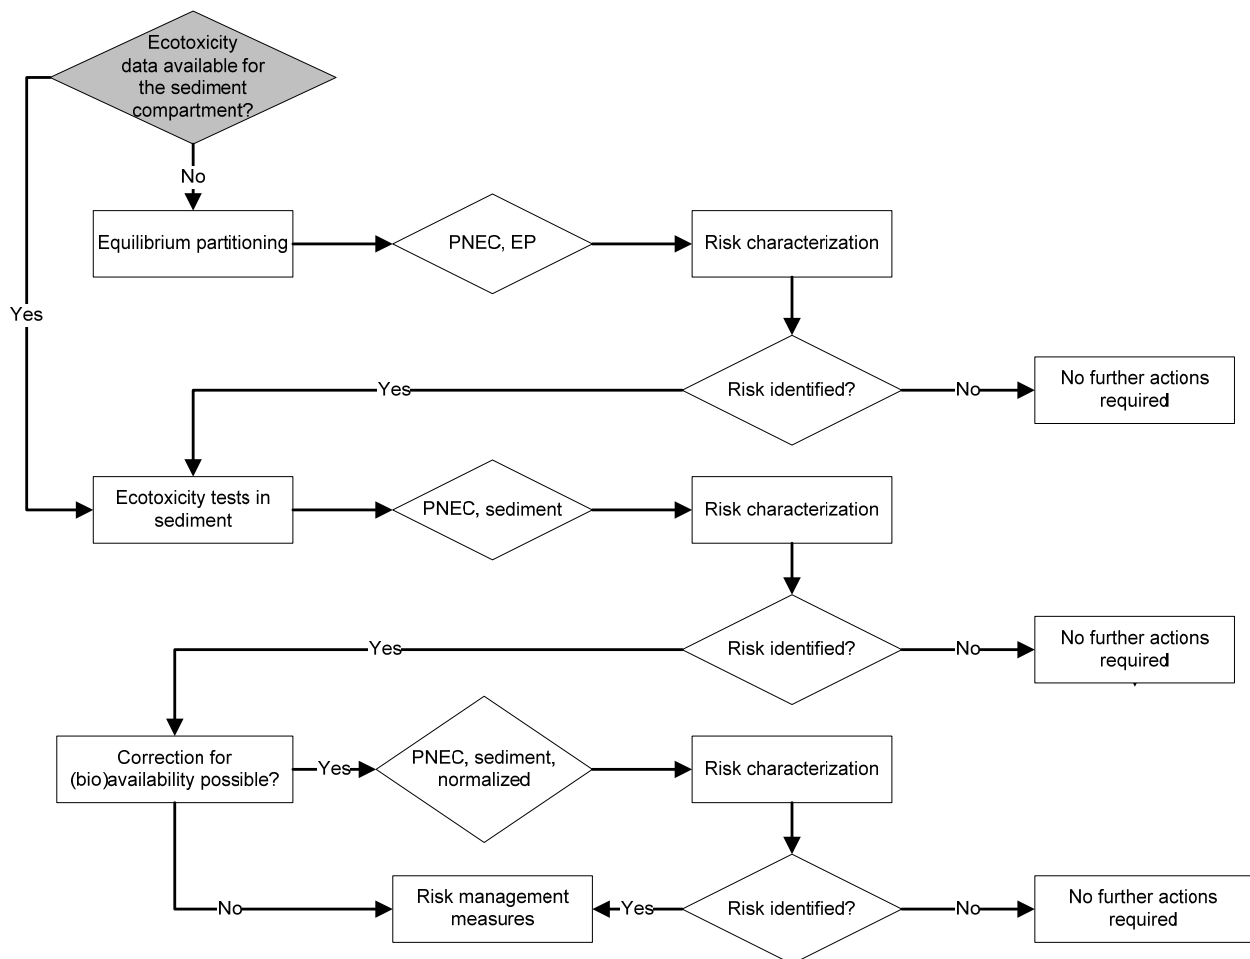 Ecotoxicity
data available for
the sediment
compartment?
No
Equilibrium partitioning
PNEC, EP
Risk characterization
Yes
Yes
Risk identified?
No
No further actions
required
Ecotoxicity tests in
sediment
PNEC, sediment
Risk characterization
Yes
Risk identified?
No
No further actions
required
Correction for
(bio)availability possible?
Yes
PNEC, sediment,
normalized
Risk characterization
No
Risk management
measures
Yes
Risk identified?
No
No further actions
required